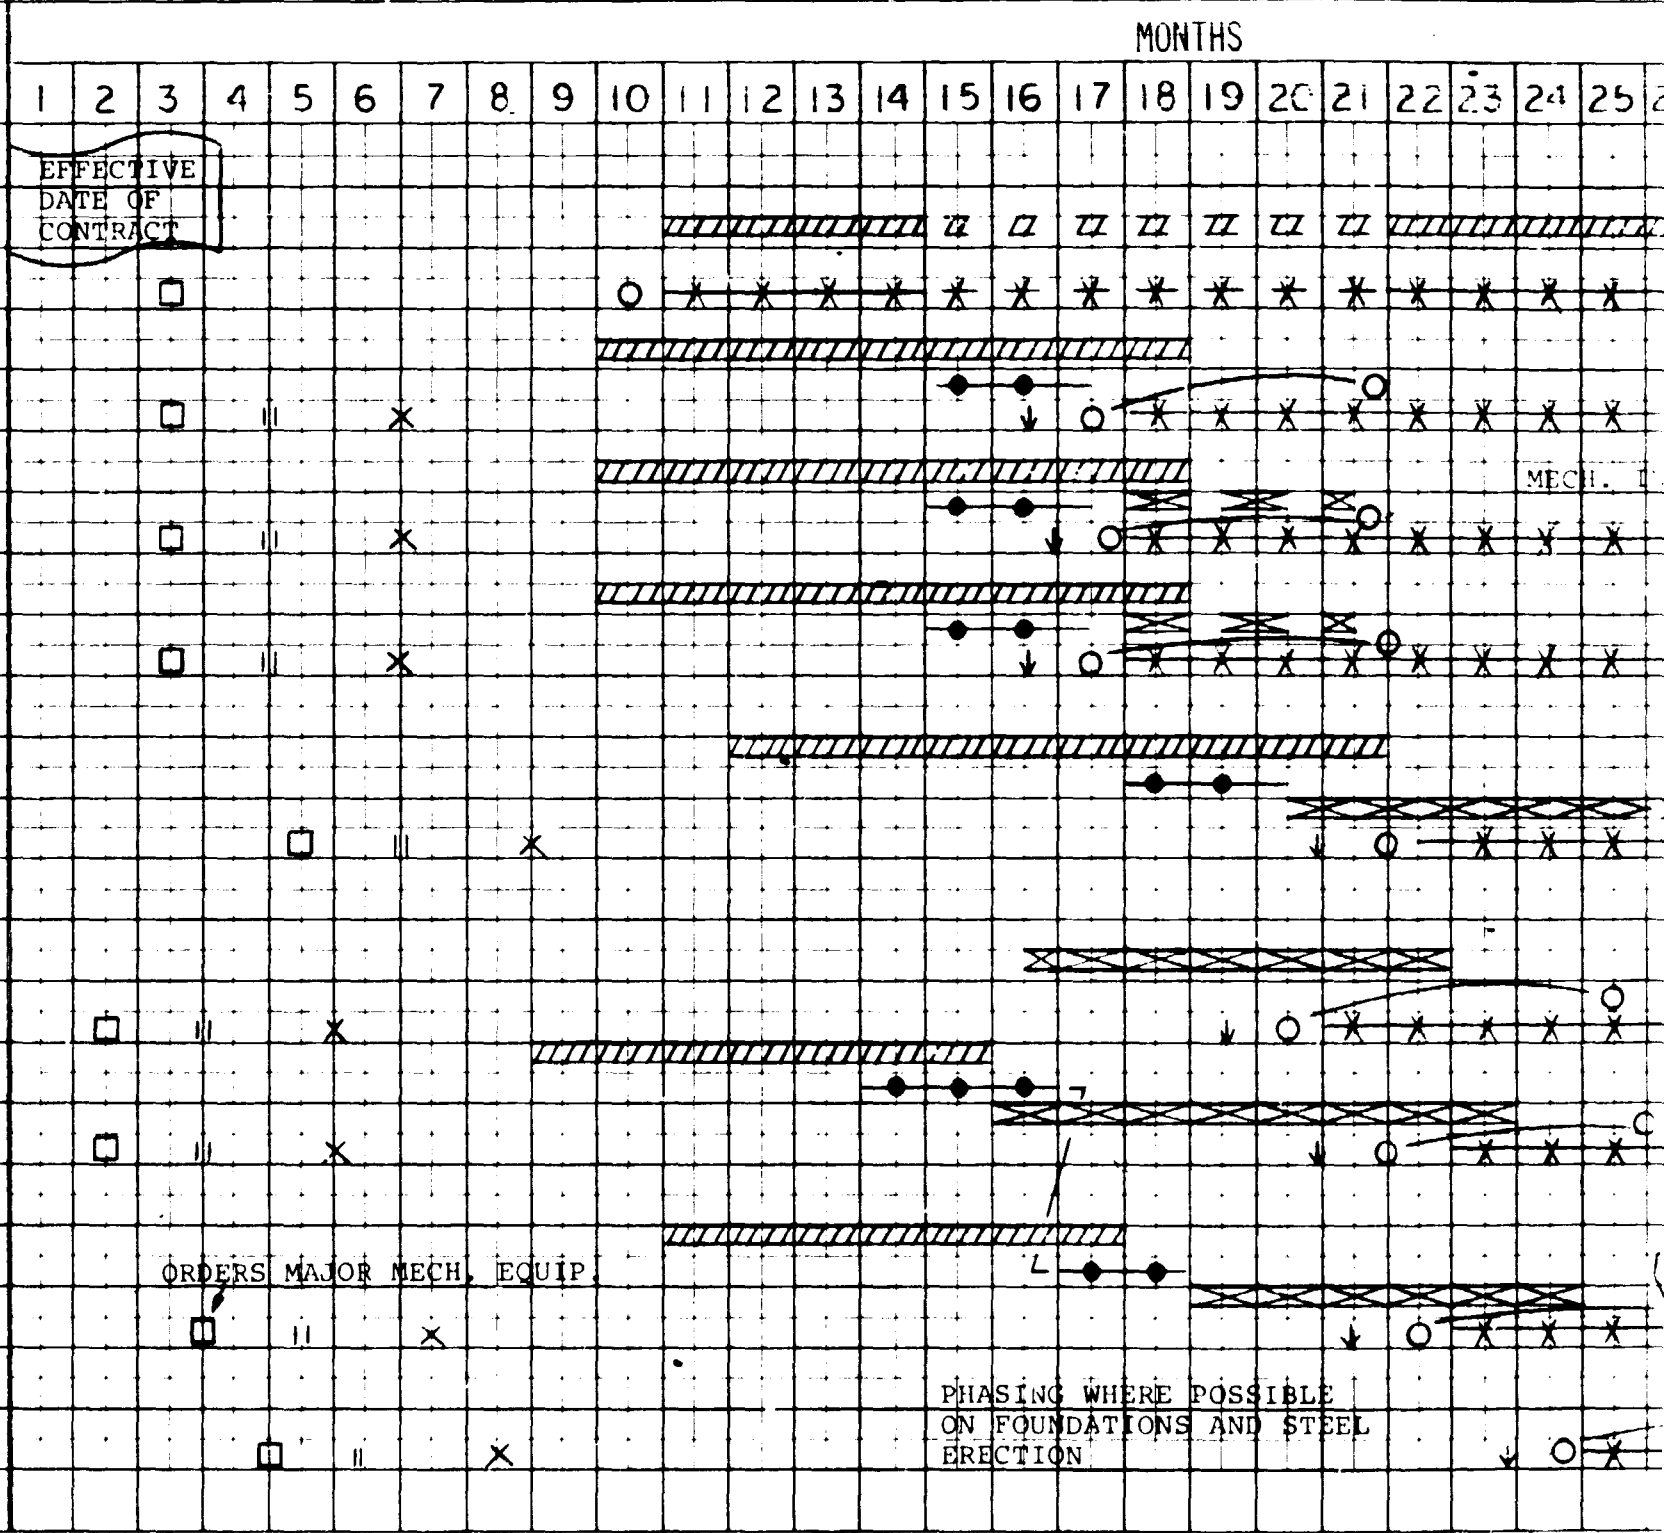 MONTHS
1 2 3 4 5 6 7 8 9 10 11 12 13 14 15 16 17 18 19 20 21 22 23 24 25
EFFECTIVE
DATE OF
CONTRACT
MECH.
ORDERS MAJOR MECH. EQUIP.
PHASING WHERE POSSIBLE
ON FOUNDATIONS AND STEEL
ERECTION